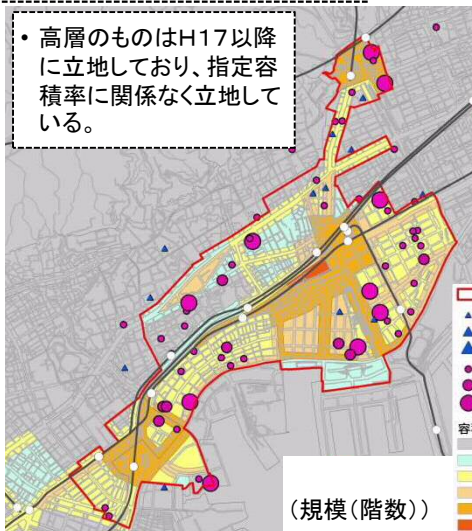 • 高層のものはH17以降
に立地しており、指定容
積率に関係なく立地して
いる。
容
（規模（階数））